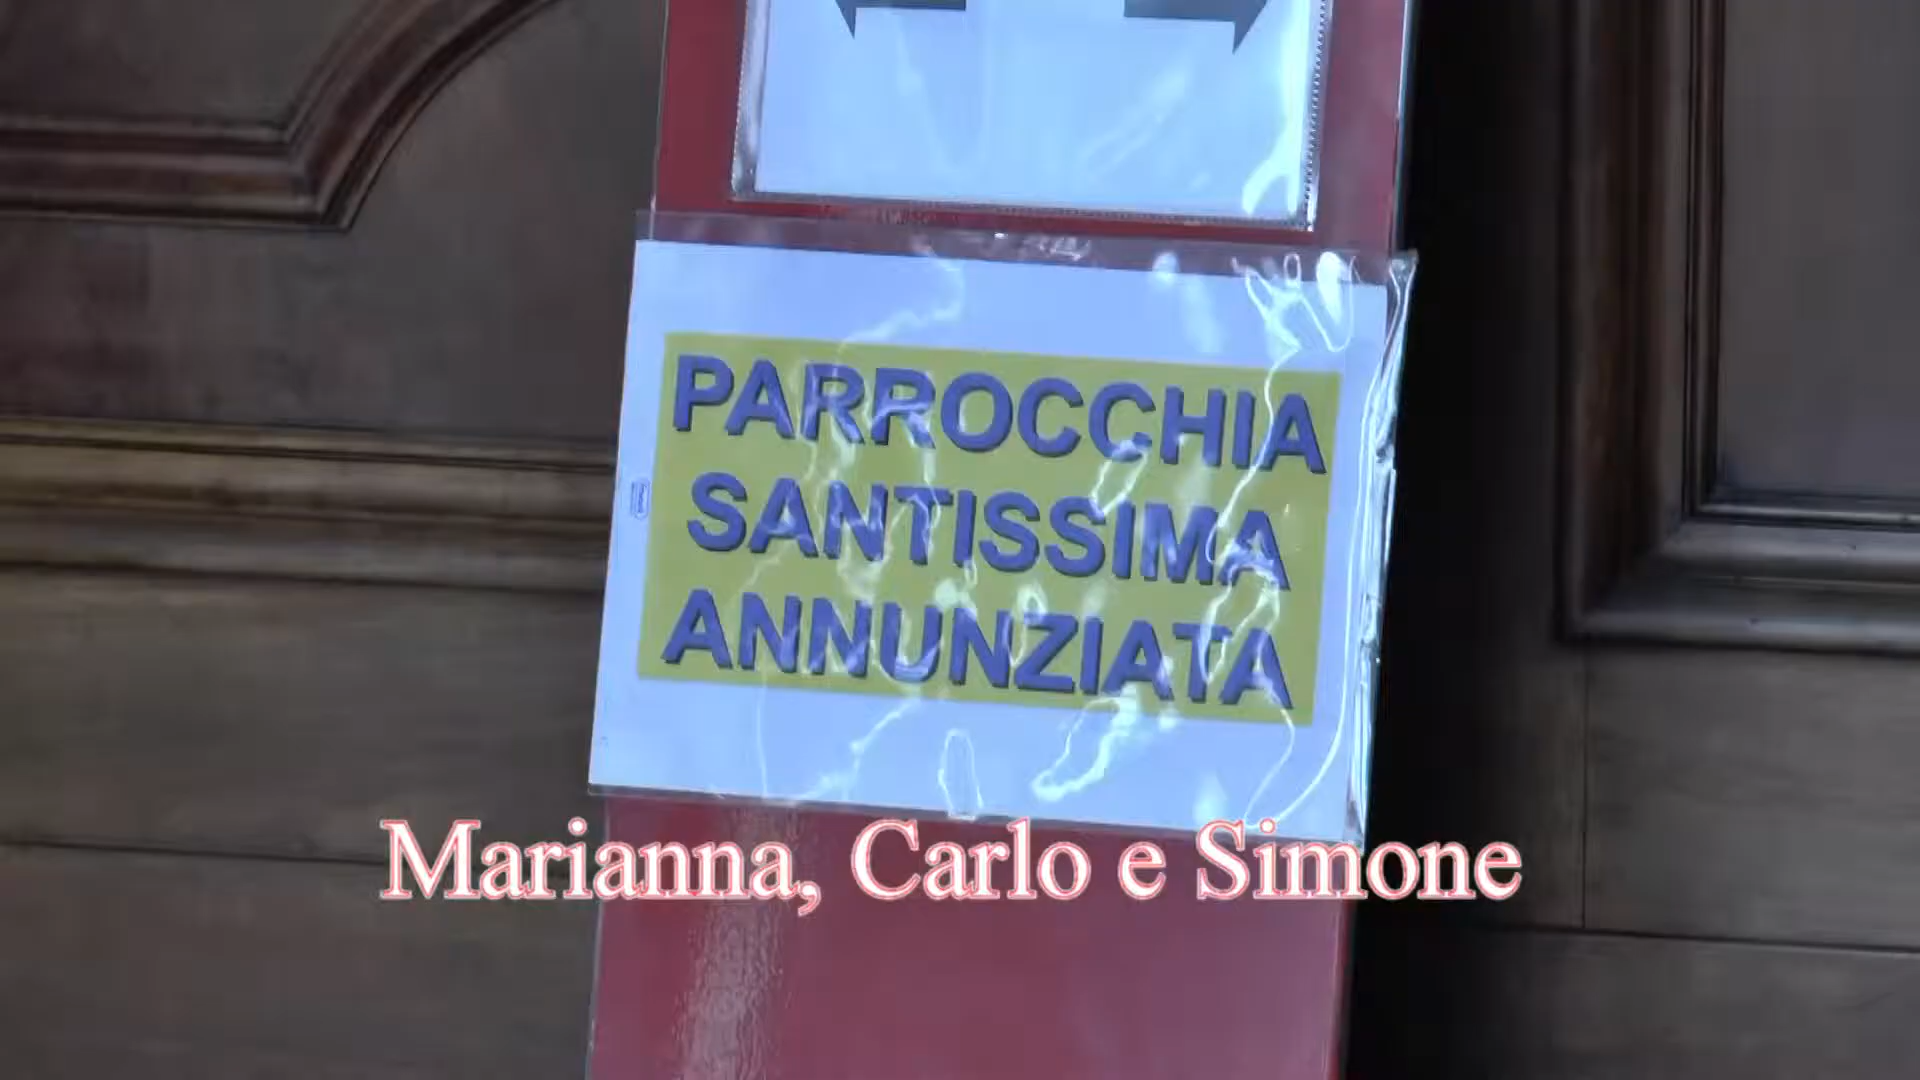 PARROCCHIA
SANTISSIMA
ANNUNZIATA
Marianna, Carlo e Simone